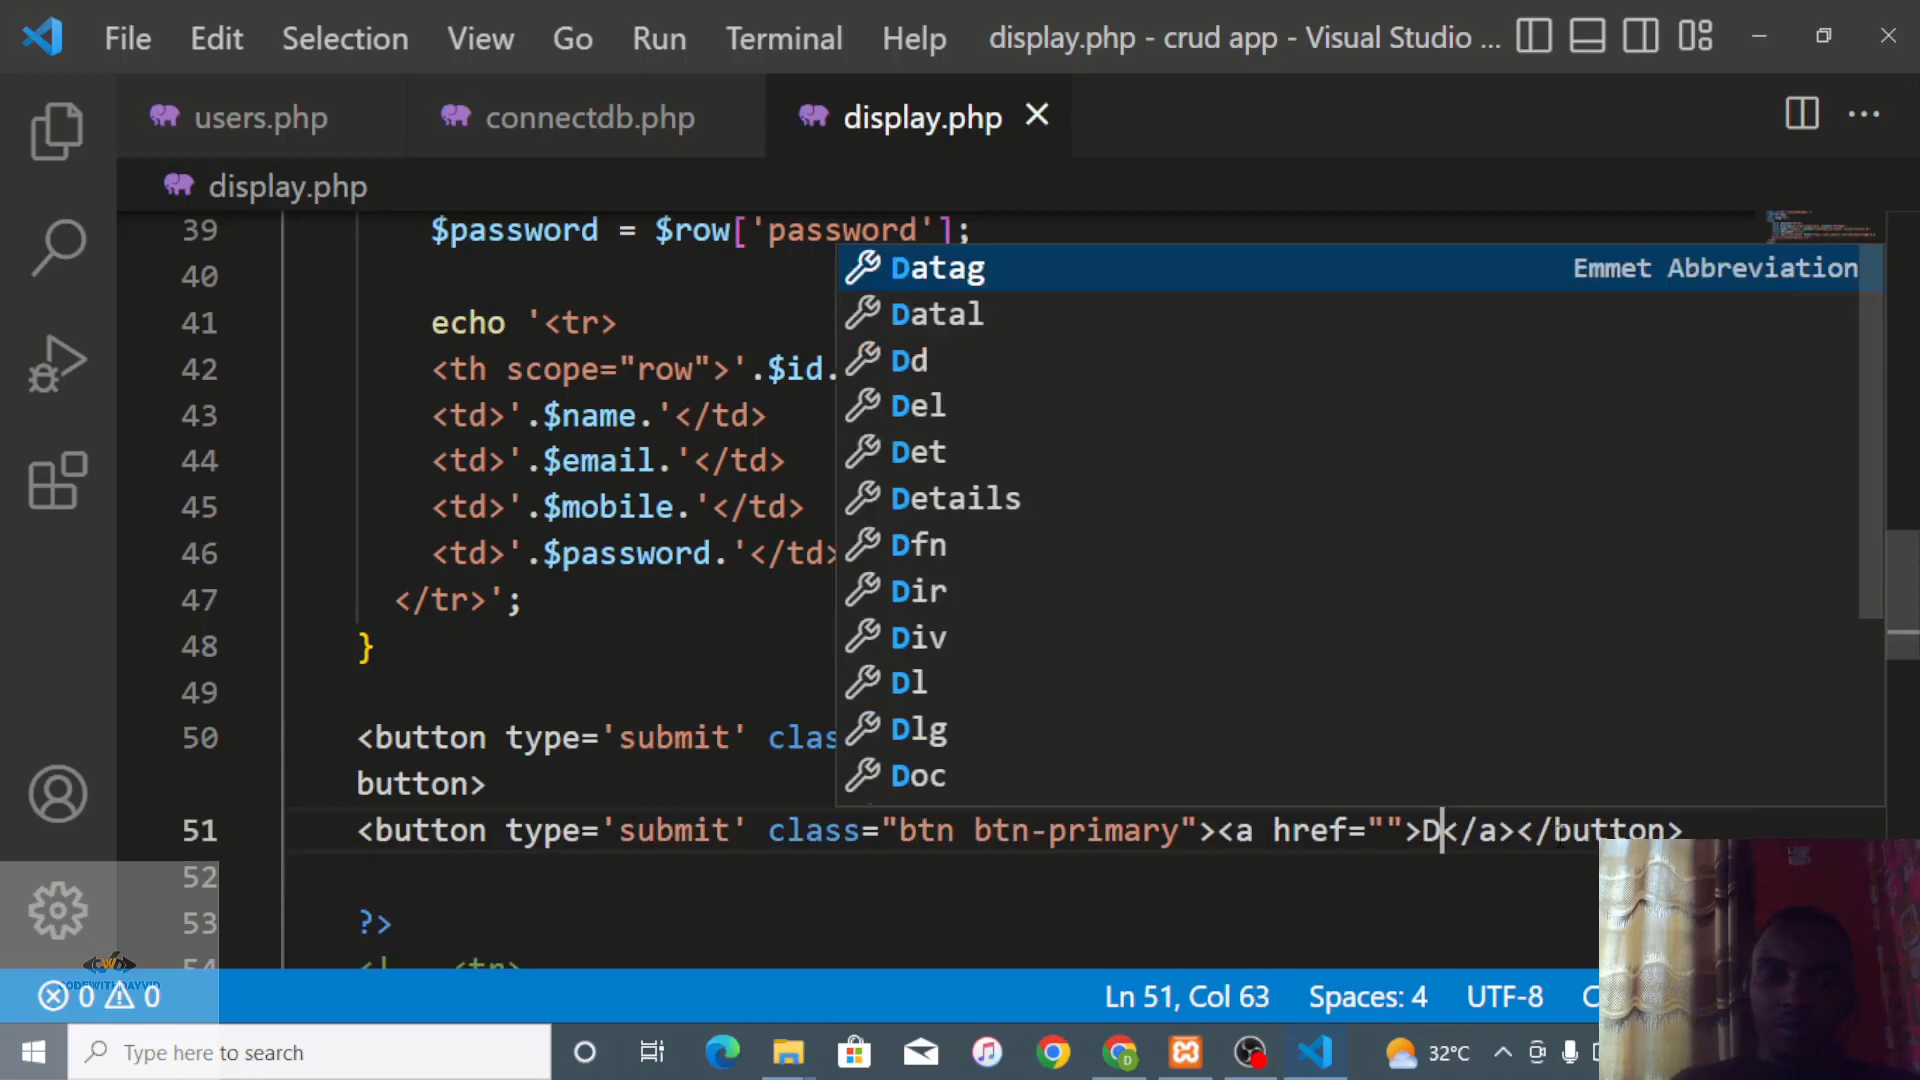 File Edit Selection View Go Run Terminal Help display.php - crud app - Visual Studio ...
users.php connectdb.php display.php
display.php
39 $password = $row['password'];
40
41 echo '<tr>
42 <th scope="row">'.$id.
43 <td>'.$name.'</td>
44 <td>'.$email.'</td>
45 <td>'.$mobile.'</td>
46 <td>'.$password.'</td>
47 </tr>';
48 }
49
50 <button type='submit' clas
button>
51 <button type='submit' class="btn btn-primary"><a href="">D</a></button>
52
53 ?>
54 <!-- <tr>
Datag Emmet Abbreviation
Datal
Dd
Del
Det
Details
Dfn
Dir
Div
Dl
Dlg
Doc
CODEWITHDAYVID
0 0 Ln 51, Col 63 Spaces: 4 UTF-8 C
Type here to search 32°C